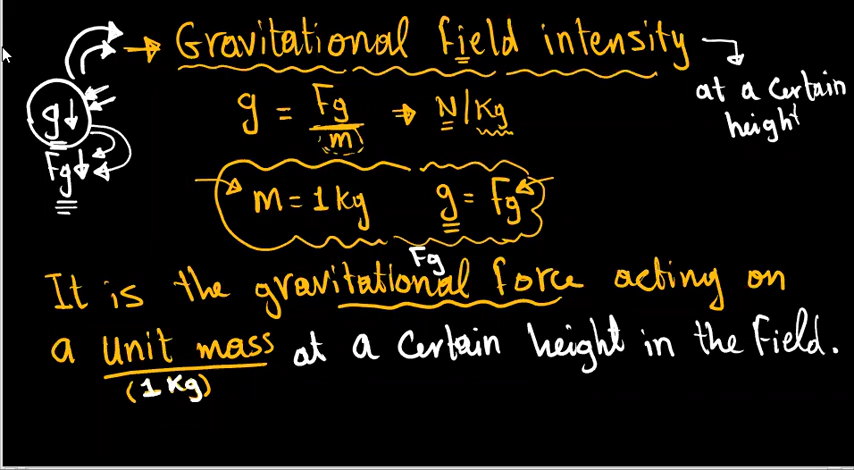 → Gravitational field intensity
at a certain
height
g = Fg/m → N/Kg
g↓
Fg↓
m = 1 kg g = Fg
Fg
It is the gravitational force acting on
a unit mass at a certain height in the field.
(1 Kg)